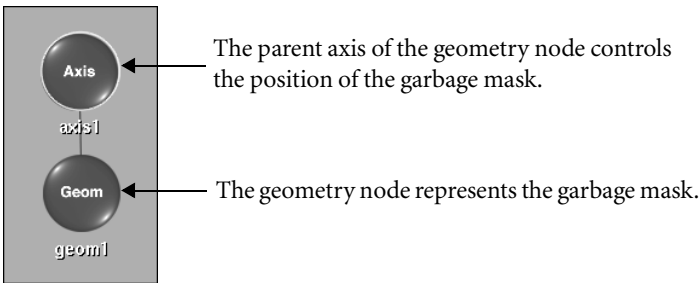 Axis
The parent axis of the geometry node controls
the position of the garbage mask.
axis1
Geom
The geometry node represents the garbage mask.
geom1